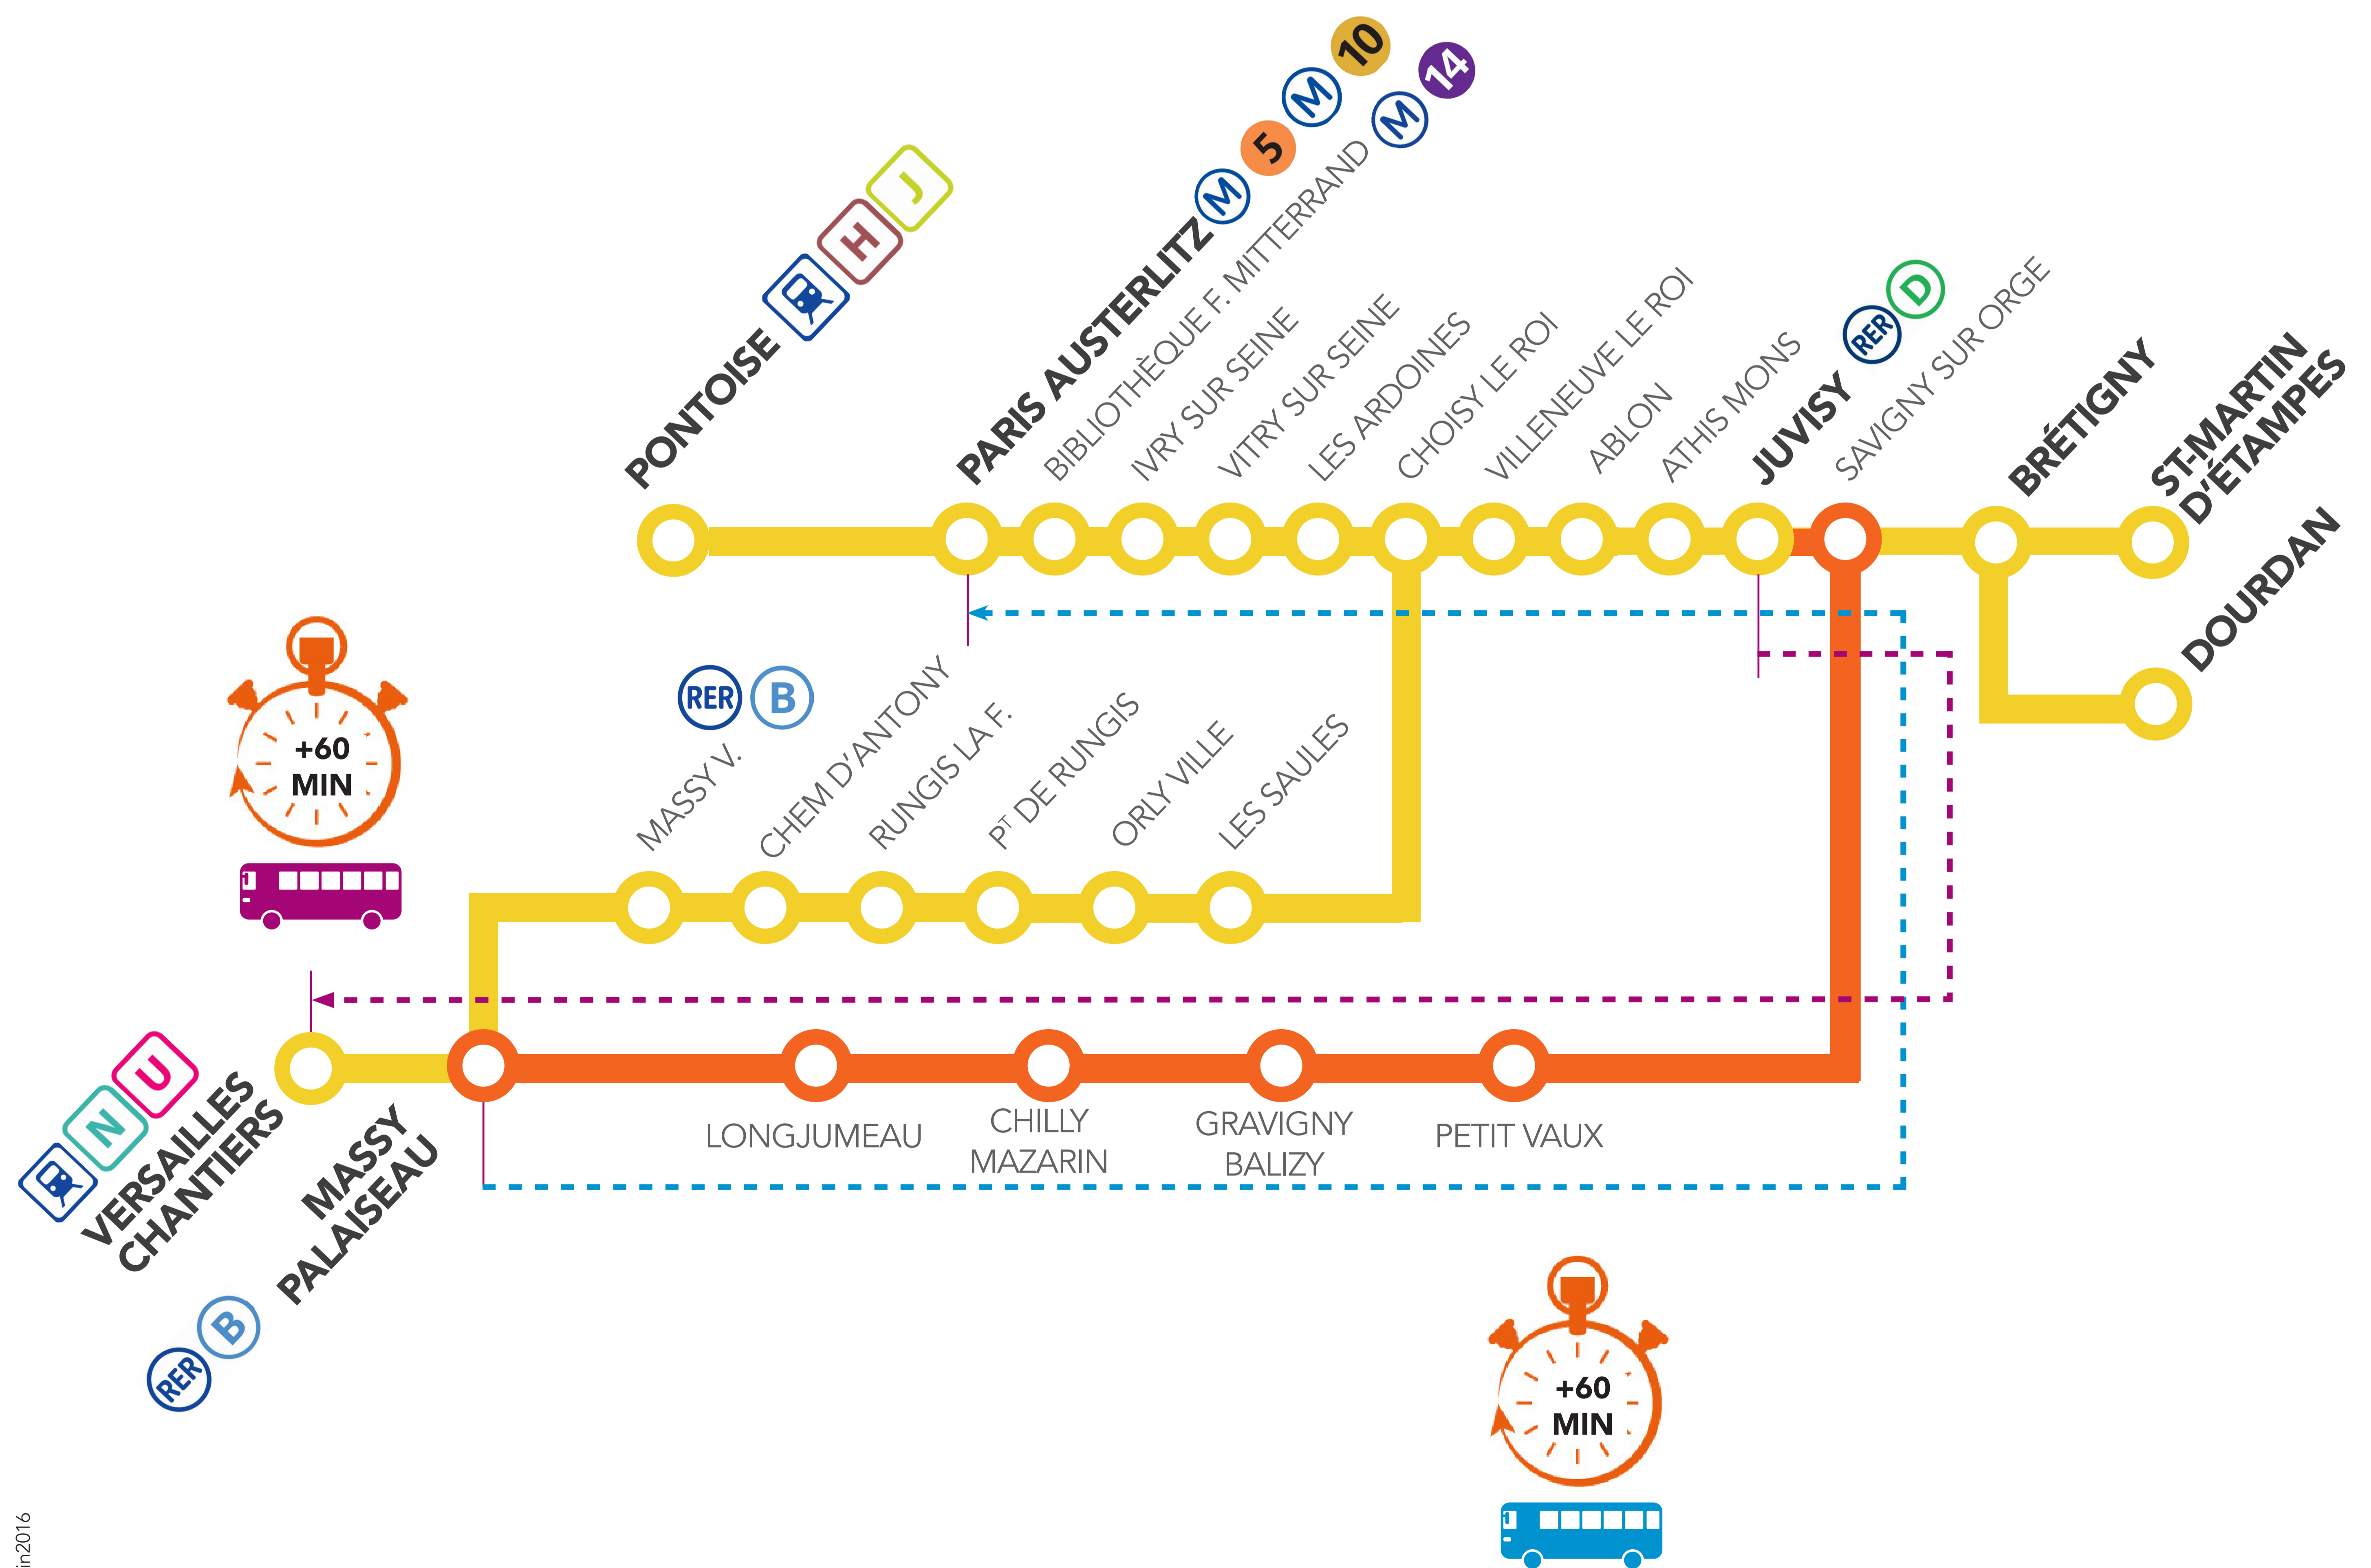 PONTOISE
H
J
PARIS AUSTERLITZ
M
5
M
10
BIBLIOTHÈQUE F. MITTERRAND
M
14
IVRY SUR SEINE
VITRY SUR SEINE
LES ARDOINES
CHOISY LE ROI
VILLENEUVE LE ROI
ABLON
ATHIS MONS
JUVISY
RER
D
SAVIGNY SUR ORGE
BRÉTIGNY
ST-MARTIN
D'ÉTAMPES
DOURDAN
+60
MIN
RER
B
MASSY V.
CHEM D'ANTONY
RUNGIS LA F.
PT DE RUNGIS
ORLY VILLE
LES SAULES
N
U
VERSAILLES
CHANTIERS
RER
B
MASSY
PALAISEAU
LONGJUMEAU
CHILLY
MAZARIN
GRAVIGNY
BALIZY
PETIT VAUX
+60
MIN
in2016